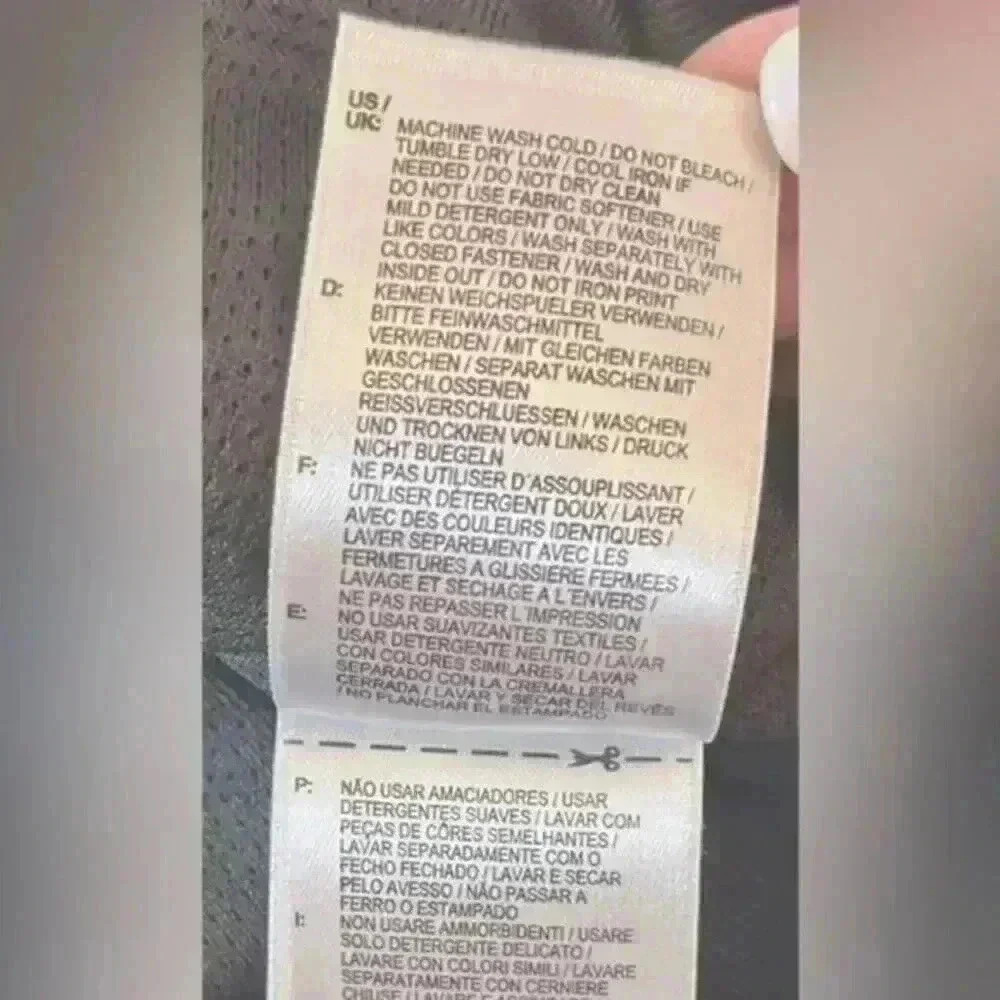 US /
UK: MACHINE WASH COLD / DO NOT BLEACH /
TUMBLE DRY LOW / COOL IRON IF
NEEDED / DO NOT DRY CLEAN
DO NOT USE FABRIC SOFTENER / USE
MILD DETERGENT ONLY / WASH WITH
LIKE COLORS / WASH SEPARATELY WITH
CLOSED FASTENER / WASH AND DRY
INSIDE OUT / DO NOT IRON PRINT
D: KEINEN WEICHSPUELER VERWENDEN /
BITTE FEINWASCHMITTEL
VERWENDEN / MIT GLEICHEN FARBEN
WASCHEN / SEPARAT WASCHEN MIT
GESCHLOSSENEN
REISSVERSCHLUESSEN / WASCHEN
UND TROCKNEN VON LINKS / DRUCK
NICHT BUEGELN
F: NE PAS UTILISER D'ASSOUPLISSANT /
UTILISER DÉTERGENT DOUX / LAVER
AVEC DES COULEURS IDENTIQUES /
LAVER SEPAREMENT AVEC LES
FERMETURES A GLISSIERE FERMEES /
LAVAGE ET SECHAGE A L'ENVERS /
NE PAS REPASSER L'IMPRESSION
E: NO USAR SUAVIZANTES TEXTILES /
USAR DETERGENTE NEUTRO / LAVAR
CON COLORES SIMILARES / LAVAR
SEPARADO CON LA CREMALLERA
CERRADA / LAVAR Y SECAR DEL REVÉS
/ NO PLANCHAR EL ESTAMPADO
P: NÃO USAR AMACIADORES / USAR
DETERGENTES SUAVES / LAVAR COM
PEÇAS DE CÔRES SEMELHANTES /
LAVAR SEPARADAMENTE COM O
FECHO FECHADO / LAVAR E SECAR
PELO AVESSO / NÃO PASSAR A
FERRO O ESTAMPADO
I: NON USARE AMMORBIDENTI / USARE
SOLO DETERGENTE DELICATO /
LAVARE CON COLORI SIMILI / LAVARE
SEPARATAMENTE CON CERNIERE
CHIUSE / LAVARE E